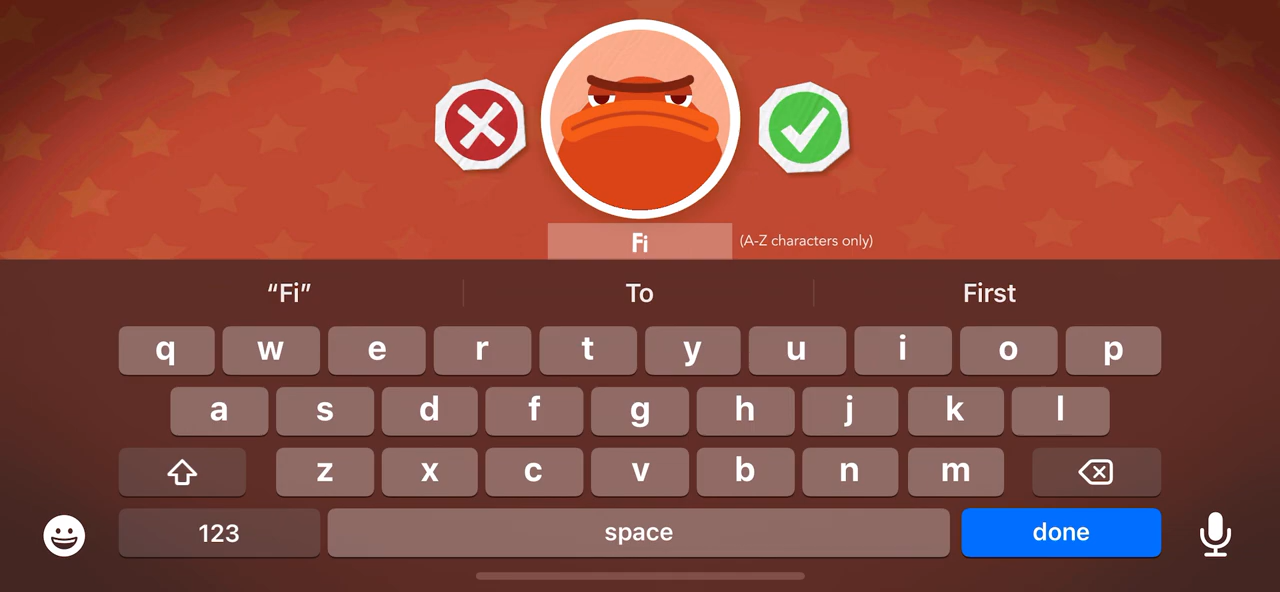 Fi (A-Z characters only)
“Fi” To First
q w e r t y u i o p
a s d f g h j k l
z x c v b n m
123 space done